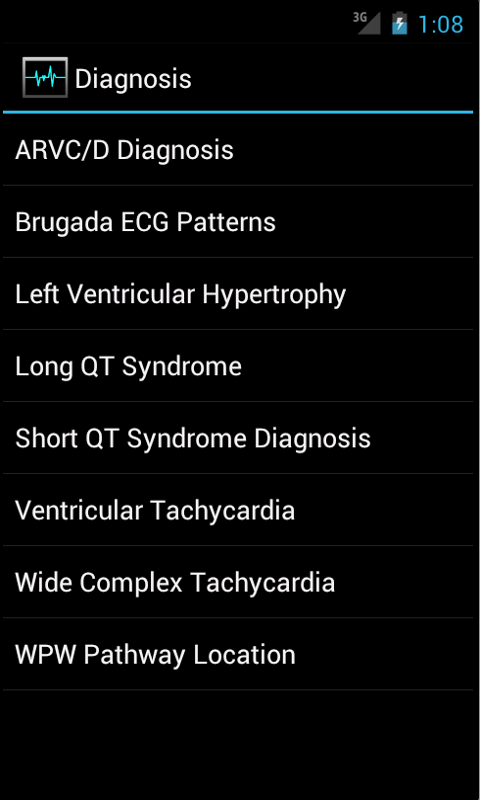 3G 1:08
Diagnosis
ARVC/D Diagnosis
Brugada ECG Patterns
Left Ventricular Hypertrophy
Long QT Syndrome
Short QT Syndrome Diagnosis
Ventricular Tachycardia
Wide Complex Tachycardia
WPW Pathway Location